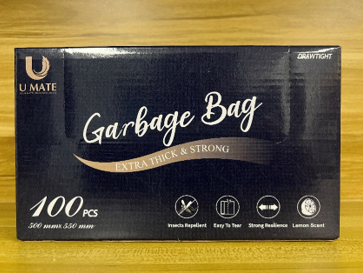 U MATE
DRAWTIGHT
Garbage Bag
EXTRA THICK & STRONG
100 PCS
500 mm x 550 mm
Insects Repellent
Easy To Tear
Strong Resilience
Lemon Scent